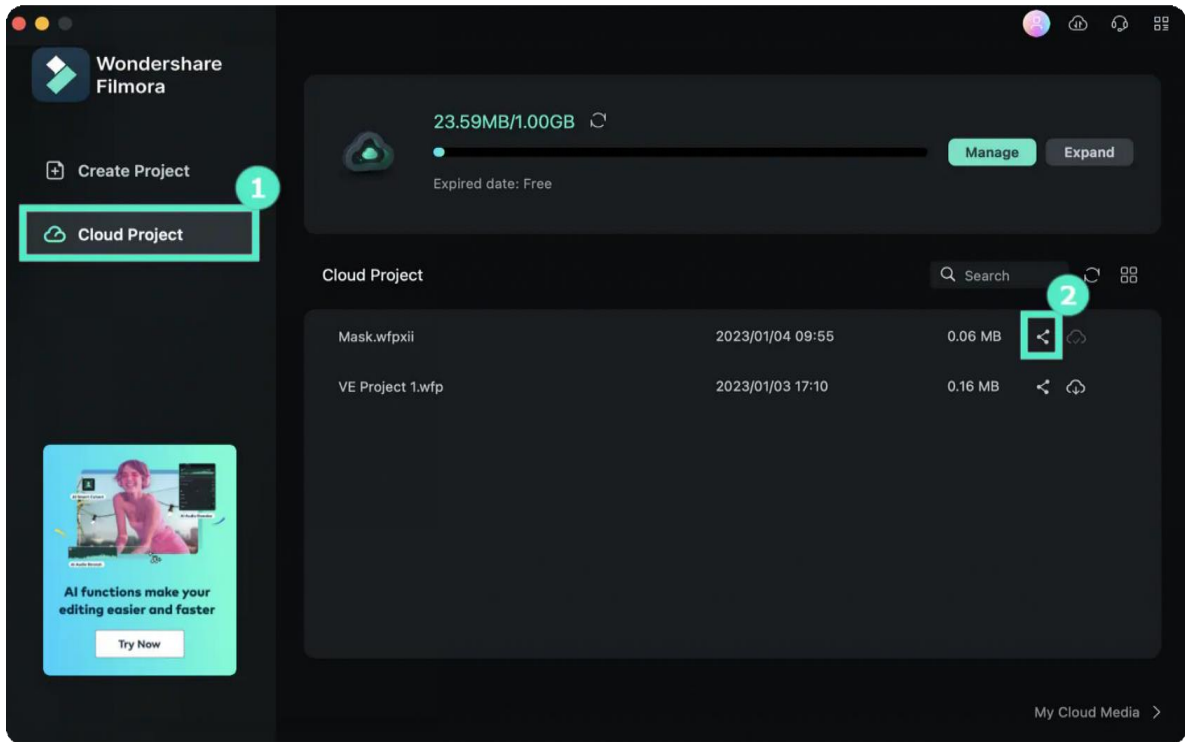 Wondershare
Filmora
Create Project
1
Cloud Project
23.59MB/1.00GB
Manage
Expand
Expired date: Free
Cloud Project
Search
2
Mask.wfpxii 2023/01/04 09:55 0.06 MB
VE Project 1.wfp 2023/01/03 17:10 0.16 MB
AI functions make your
editing easier and faster
Try Now
My Cloud Media